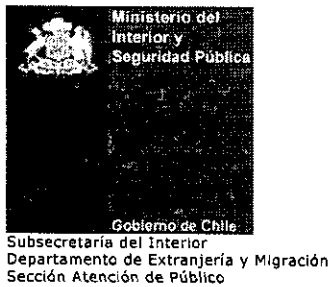 Ministerio del
Interior y
Seguridad Pública
Gobierno de Chile
Subsecretaría del Interior
Departamento de Extranjería y Migración
Sección Atención de Público